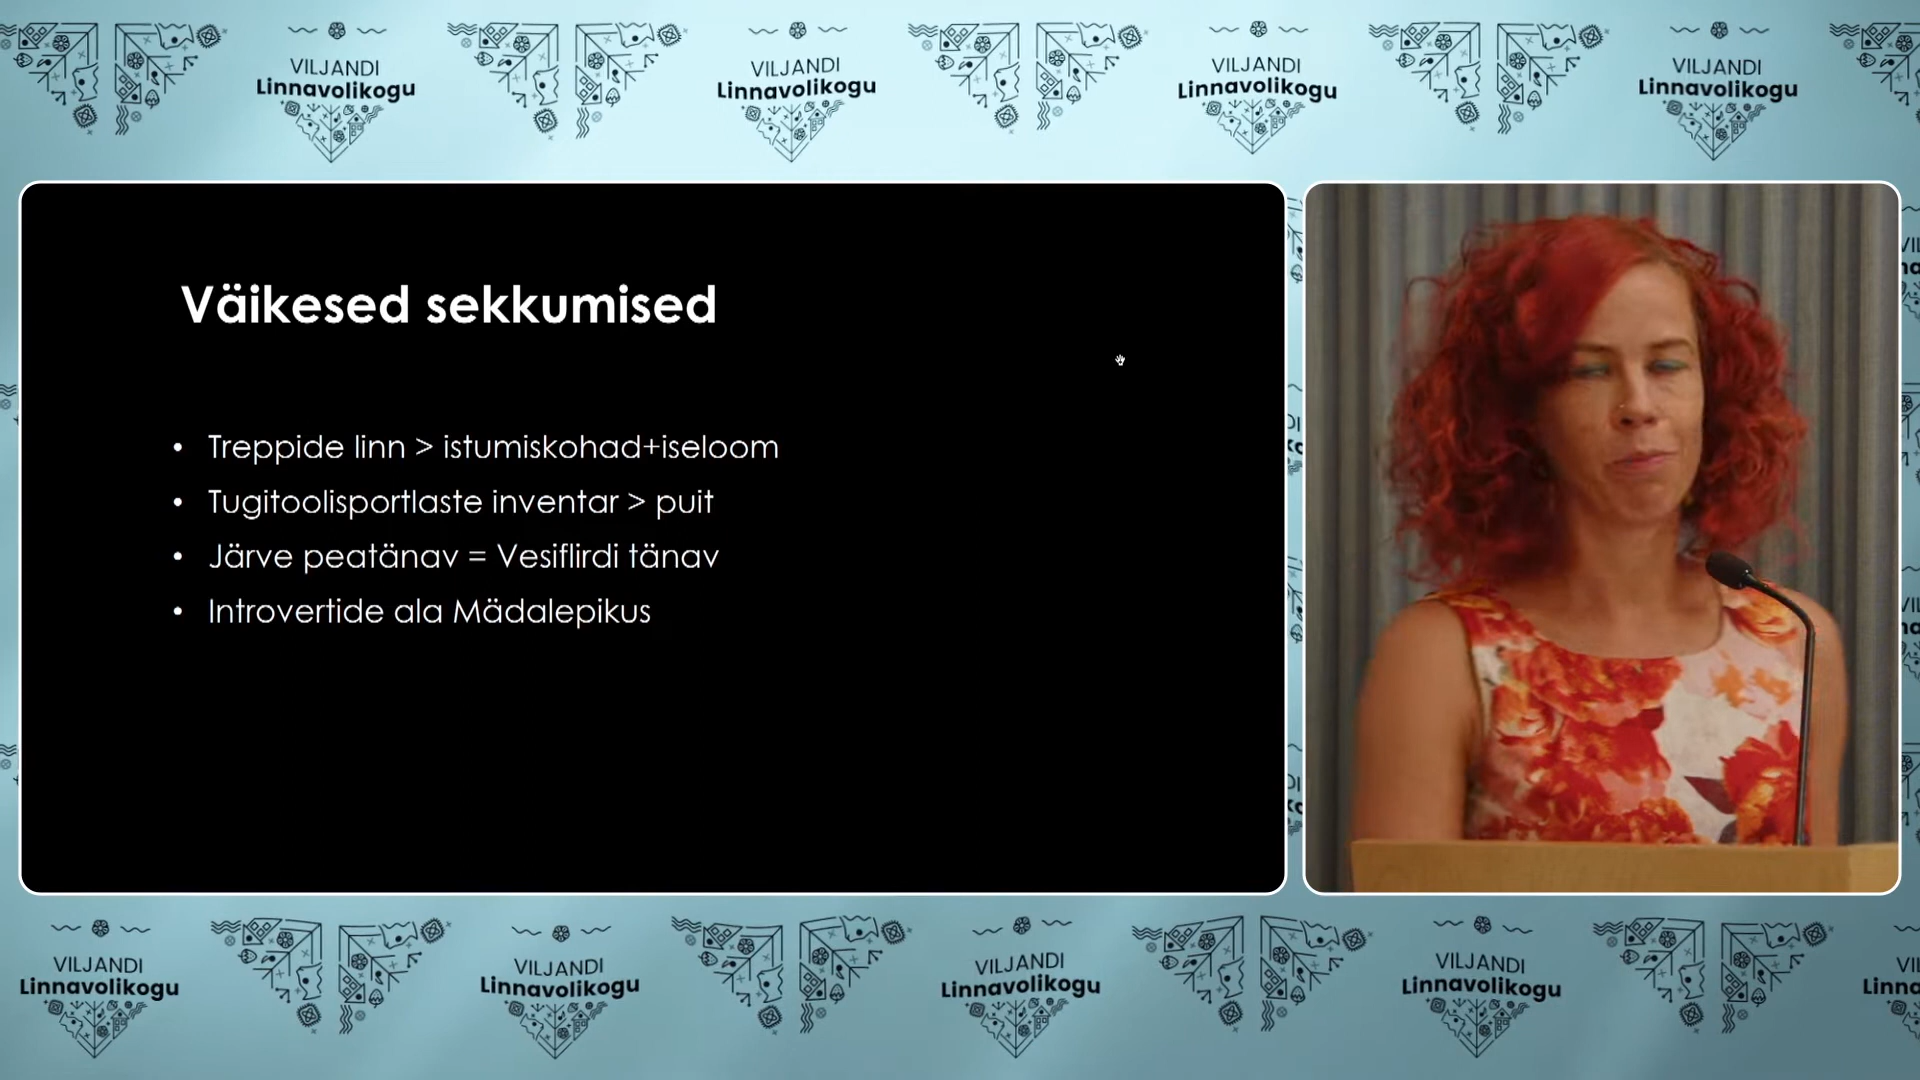 VILJANDI
Linnavolikogu
VILJANDI
Linnavolikogu
VILJANDI
Linnavolikogu
VILJANDI
Linnavolikogu
Väikesed sekkumised
• Treppide linn > istumiskohad+iseloom
• Tugitoolisportlaste inventar > puit
• Järve peatänav = Vesiflirdi tänav
• Introvertide ala Mädalepikus
VILJANDI
Linnavolikogu
VILJANDI
Linnavolikogu
VILJANDI
Linnavolikogu
VILJANDI
Linnavolikogu